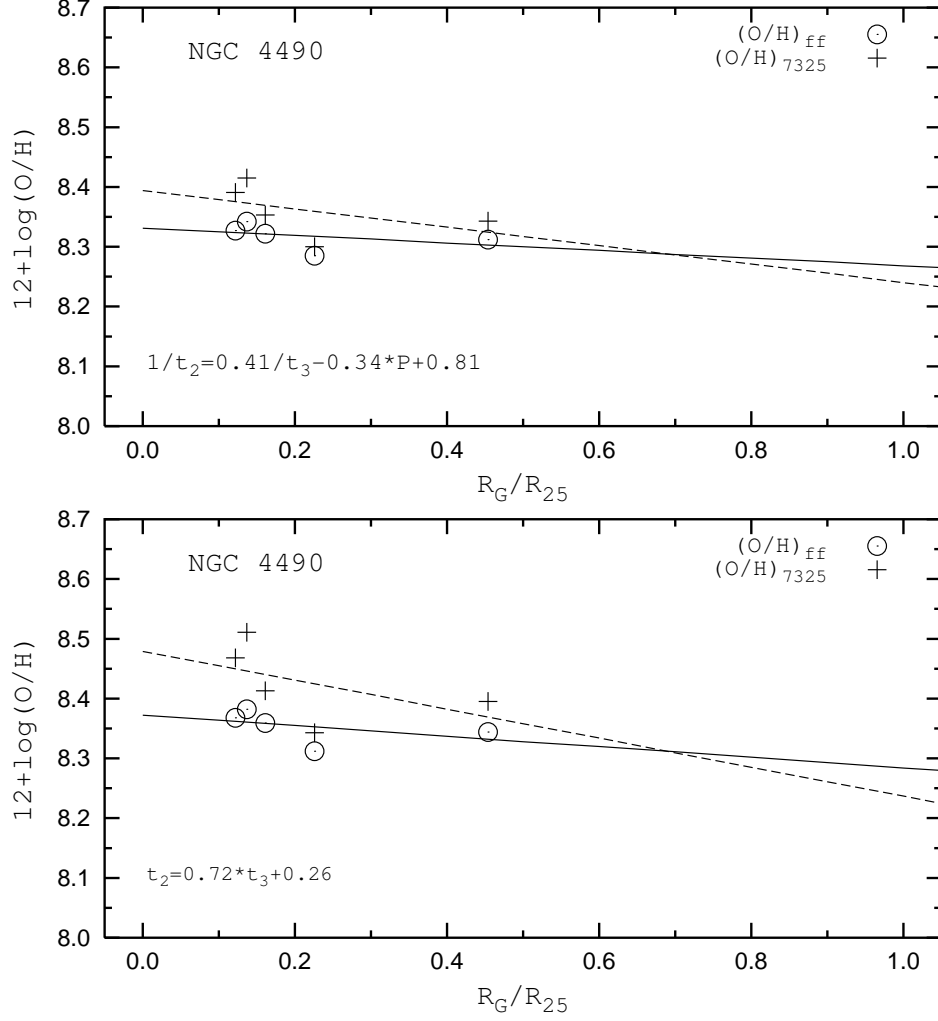 8.7
8.6
8.5
8.4
8.3
8.2
8.1
8.0
12+log(O/H)
NGC 4490
(O/H)ff
(O/H)7325
1/t2=0.41/t3−0.34*P+0.81
0.0 0.2 0.4 0.6 0.8 1.0
RG/R25
8.7
8.6
8.5
8.4
8.3
8.2
8.1
8.0
12+log(O/H)
NGC 4490
(O/H)ff
(O/H)7325
t2=0.72*t3+0.26
0.0 0.2 0.4 0.6 0.8 1.0
RG/R25